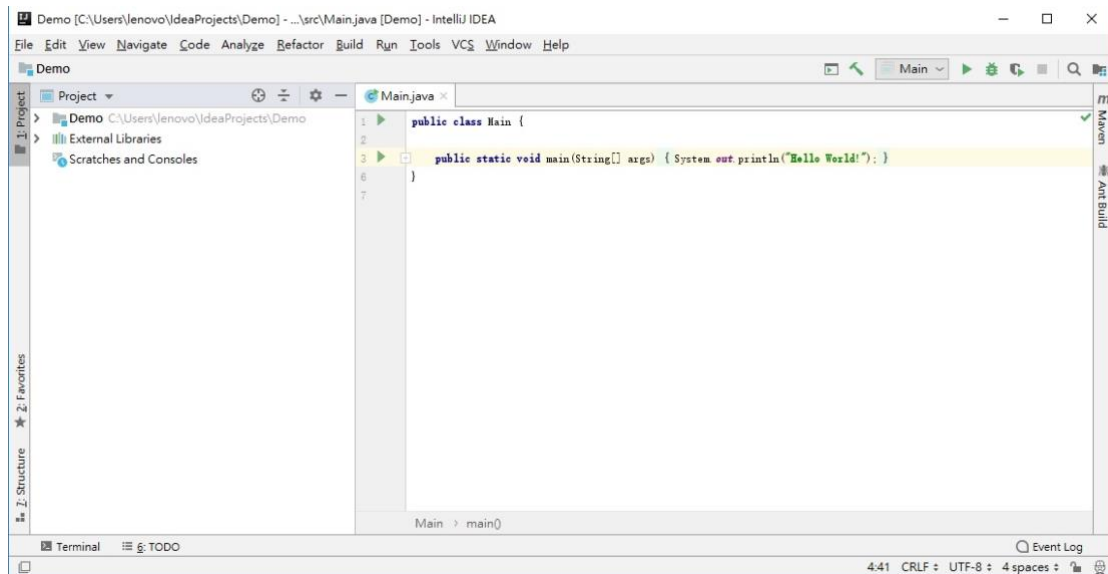 Demo [C:\Users\lenovo\IdeaProjects\Demo] - ...\src\Main.java [Demo] - IntelliJ IDEA
File Edit View Navigate Code Analyze Refactor Build Run Tools VCS Window Help
Demo
Main
1: Project
Project
Main.java
Demo C:\Users\lenovo\IdeaProjects\Demo
External Libraries
Scratches and Consoles
1 public class Main {
2
3 public static void main(String[] args) { System.out.println("Hello World!"); }
6 }
7
m Maven
Ant Build
2: Favorites
7: Structure
Main > main()
Terminal 6: TODO Event Log
4:41 CRLF UTF-8 4 spaces